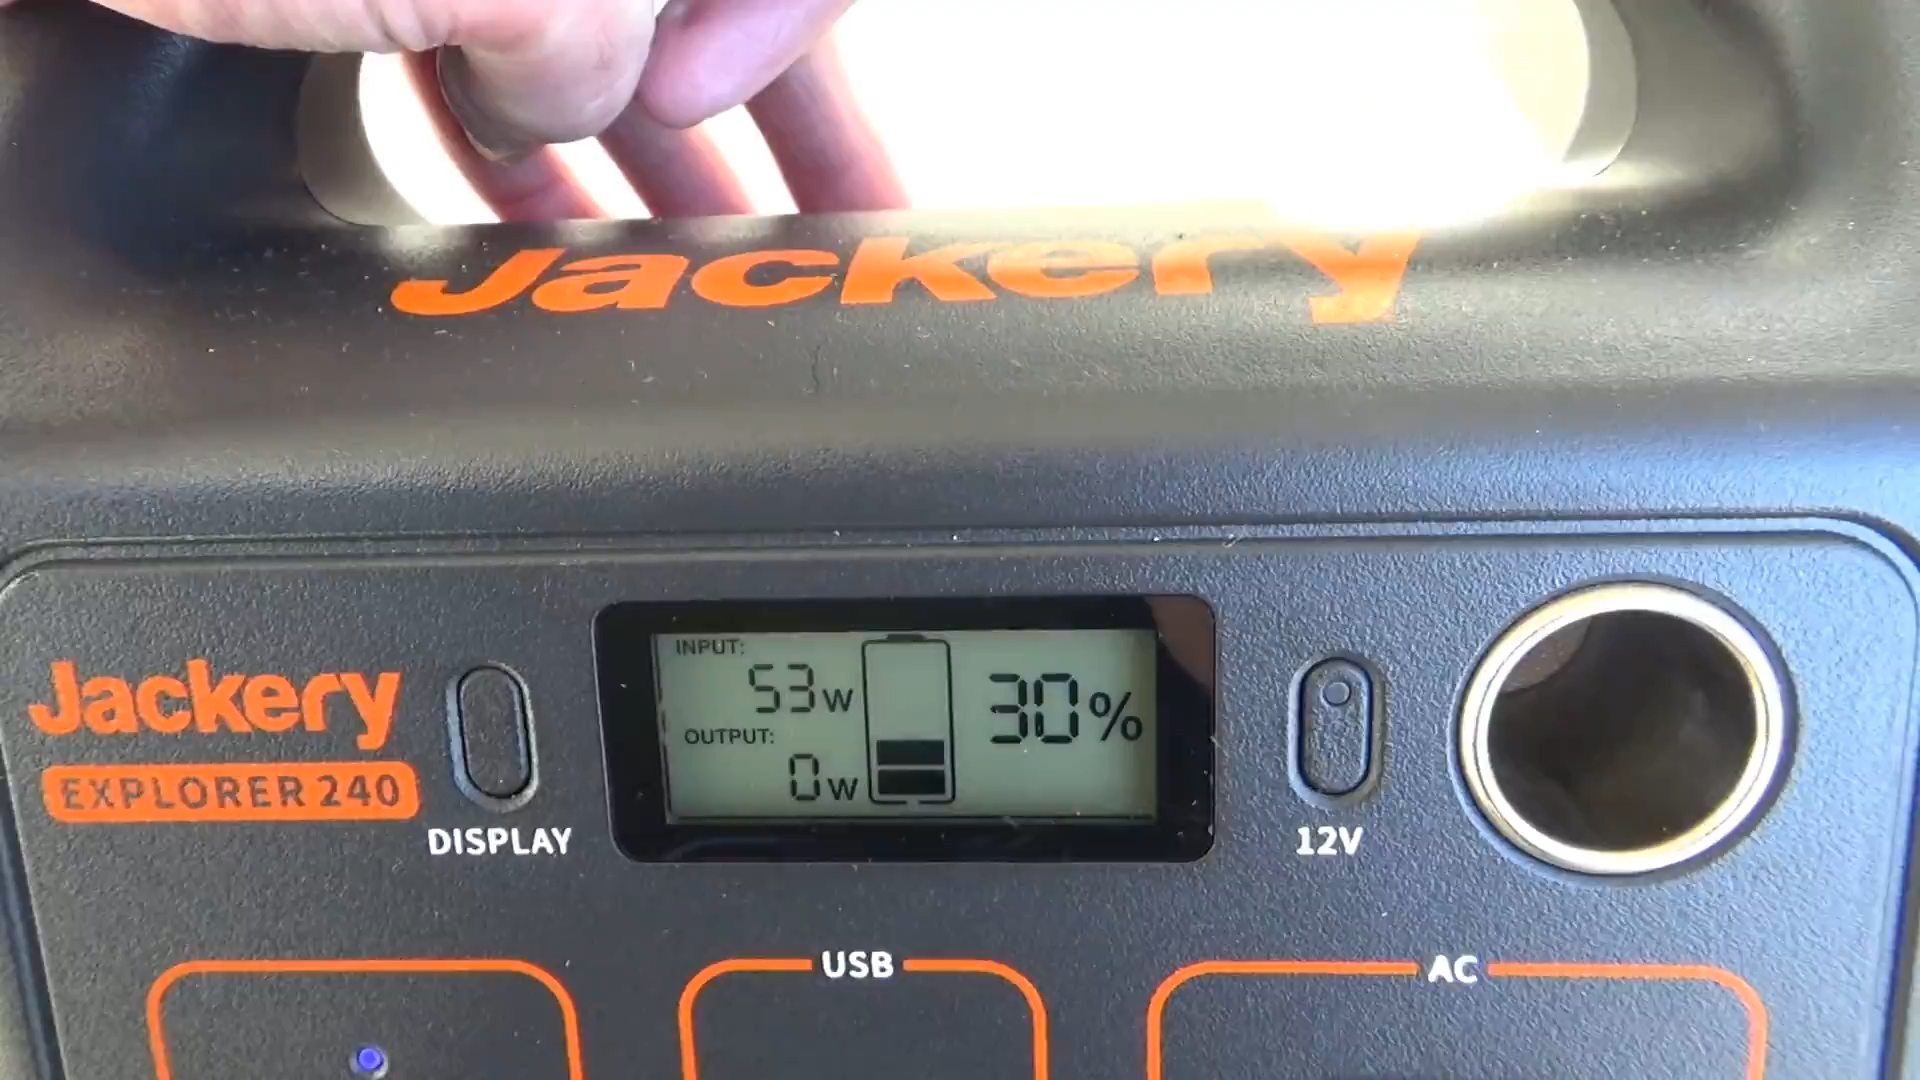 Jackery
INPUT:
53W
30%
OUTPUT:
0W
Jackery
EXPLORER 240
DISPLAY
12V
USB
AC